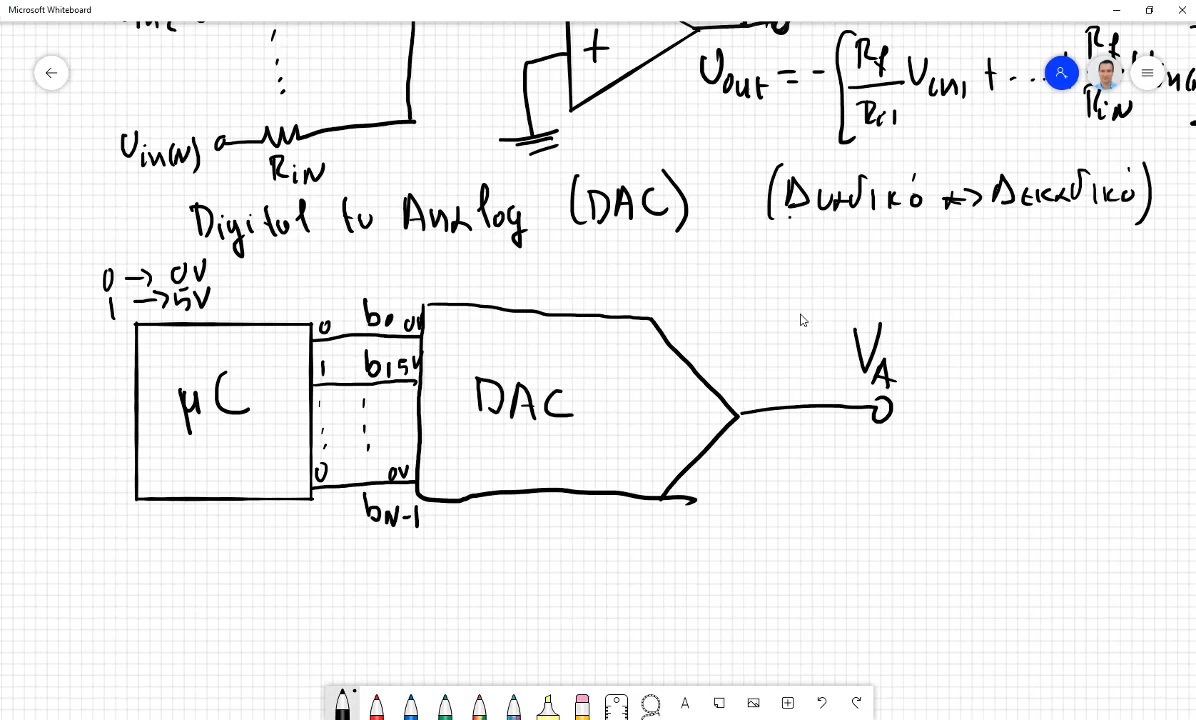 Microsoft Whiteboard
+
Uout = - [ Rf/Ri1 Uin1 + ... Rf/RiN
Uin(N) RiN
Digital to Analog (DAC) (Δυαδικό <-> Δεκαδικό)
0 -> 0V
1 -> 5V
0 b0 0V
1 b1 5V
VA
μC DAC
0 0V
bN-1
A